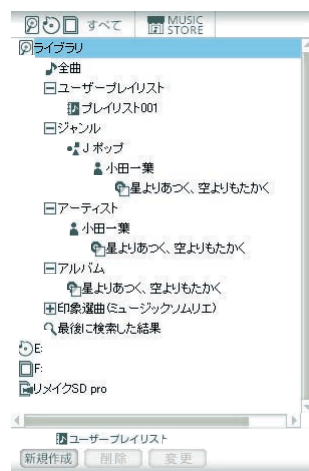 すべて MUSIC STORE
ライブラリ
全曲
ユーザープレイリスト
プレイリスト001
ジャンル
Jポップ
小田一葉
星よりあつく、空よりもたかく
アーティスト
小田一葉
星よりあつく、空よりもたかく
アルバム
星よりあつく、空よりもたかく
印象選曲(ミュージックソムリエ)
最後に検索した結果
E:
F:
リメイクSD pro
ユーザープレイリスト
新規作成 削除 変更